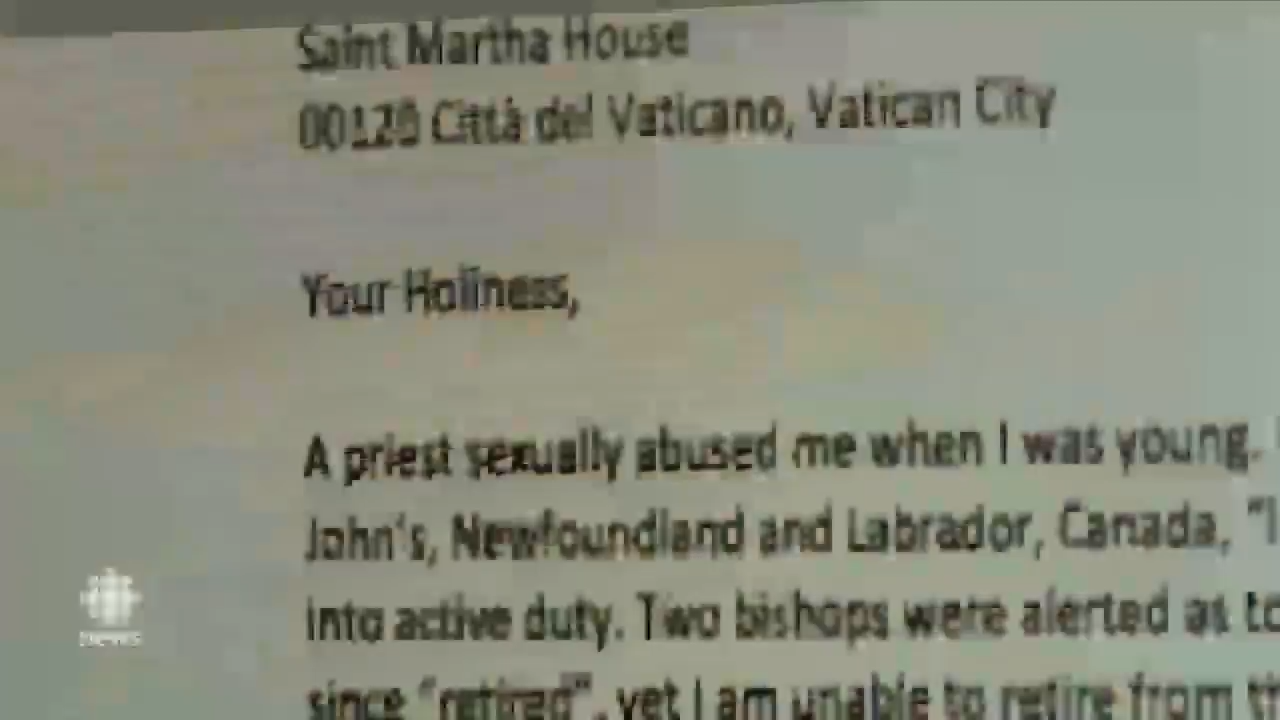 Saint Martha House
00120 Città del Vaticano, Vatican City
Your Holiness,
A priest sexually abused me when I was young.
John's, Newfoundland and Labrador, Canada,
into active duty. Two bishops were alerted as to
since "retired", yet I am unable to retire from
NEWS